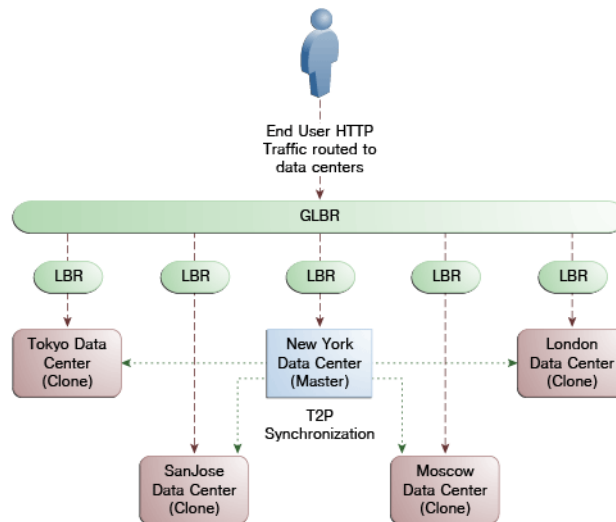 End User HTTP
Traffic routed to
data centers
GLBR
LBR
LBR
LBR
LBR
LBR
Tokyo Data
Center
(Clone)
New York
Data Center
(Master)
London
Data Center
(Clone)
T2P
Synchronization
SanJose
Data Center
(Clone)
Moscow
Data Center
(Clone)